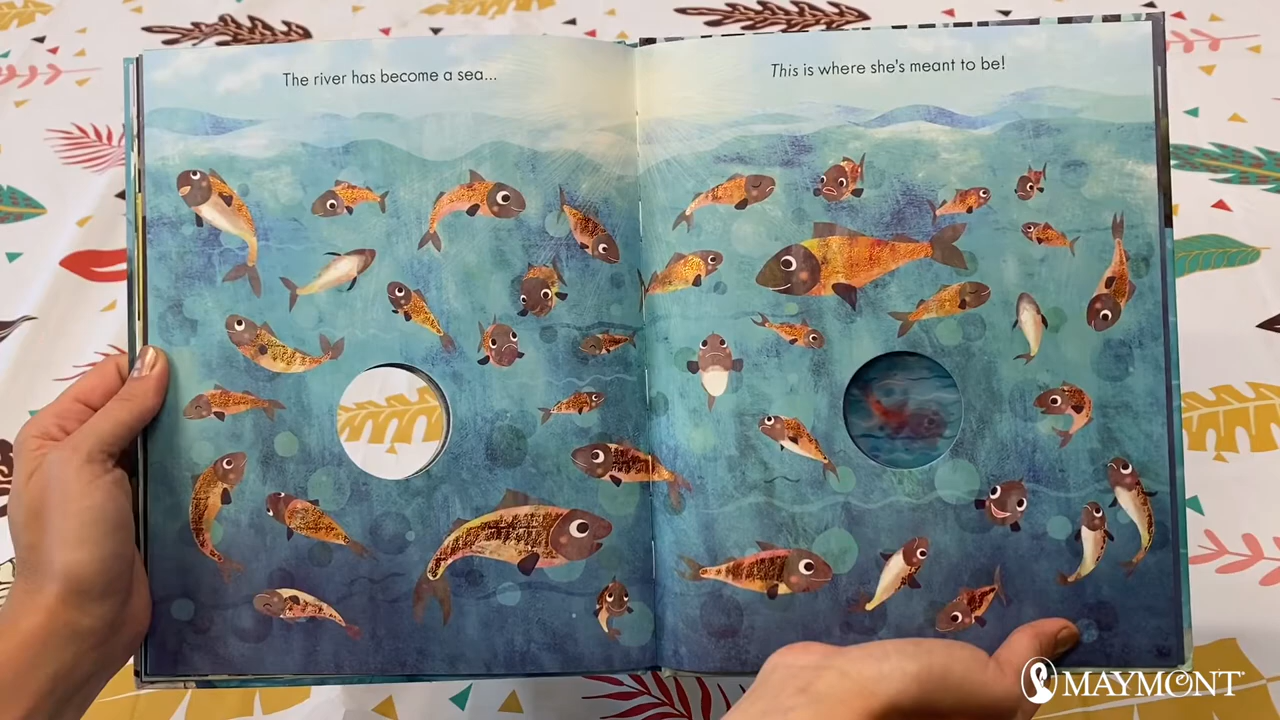 The river has become a sea...
This is where she's meant to be!
MAYMONT